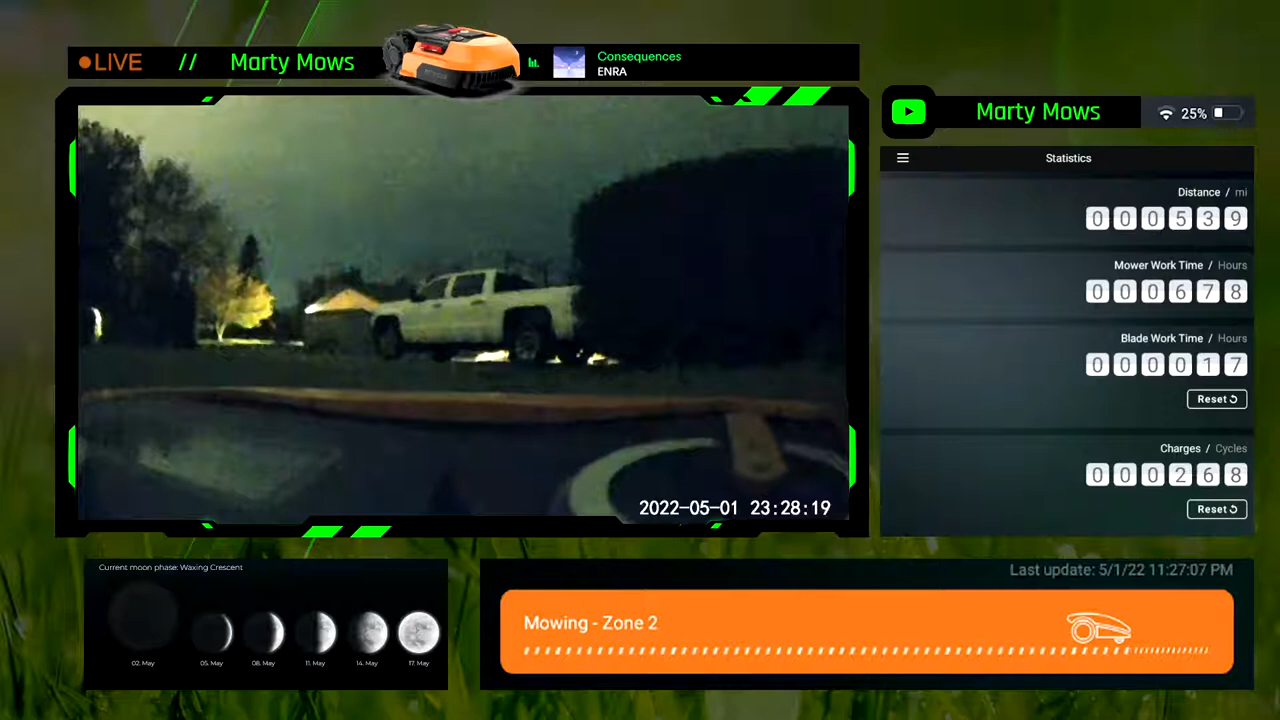 LIVE // Marty Mows
Consequences
ENRA
Marty Mows
25%
Statistics
Distance / mi
000539
Mower Work Time / Hours
000678
Blade Work Time / Hours
000017
Reset
Charges / Cycles
000268
Reset
2022-05-01 23:28:19
Current moon phase: Waxing Crescent
02. May 05. May 08. May 11. May 14. May 17. May
Last update: 5/1/22 11:27:07 PM
Mowing - Zone 2